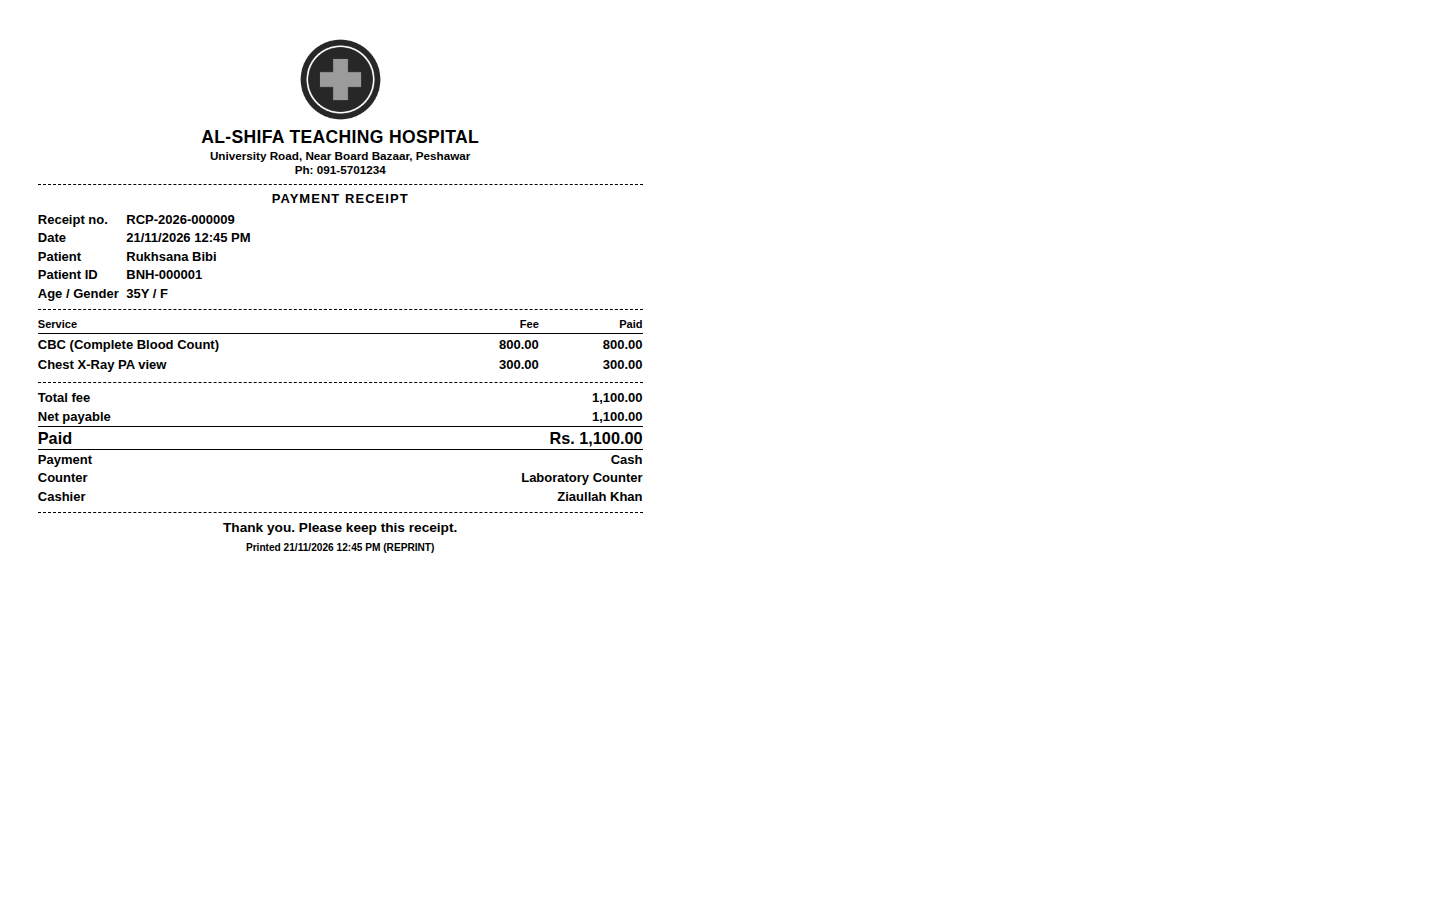 AL-SHIFA TEACHING HOSPITAL
University Road, Near Board Bazaar, Peshawar
Ph: 091-5701234
PAYMENT RECEIPT
Receipt no. RCP-2026-000009
Date 21/11/2026 12:45 PM
Patient Rukhsana Bibi
Patient ID BNH-000001
Age / Gender 35Y / F
Service Fee Paid
CBC (Complete Blood Count) 800.00 800.00
Chest X-Ray PA view 300.00 300.00
Total fee 1,100.00
Net payable 1,100.00
Paid Rs. 1,100.00
Payment Cash
Counter Laboratory Counter
Cashier Ziaullah Khan
Thank you. Please keep this receipt.
Printed 21/11/2026 12:45 PM (REPRINT)